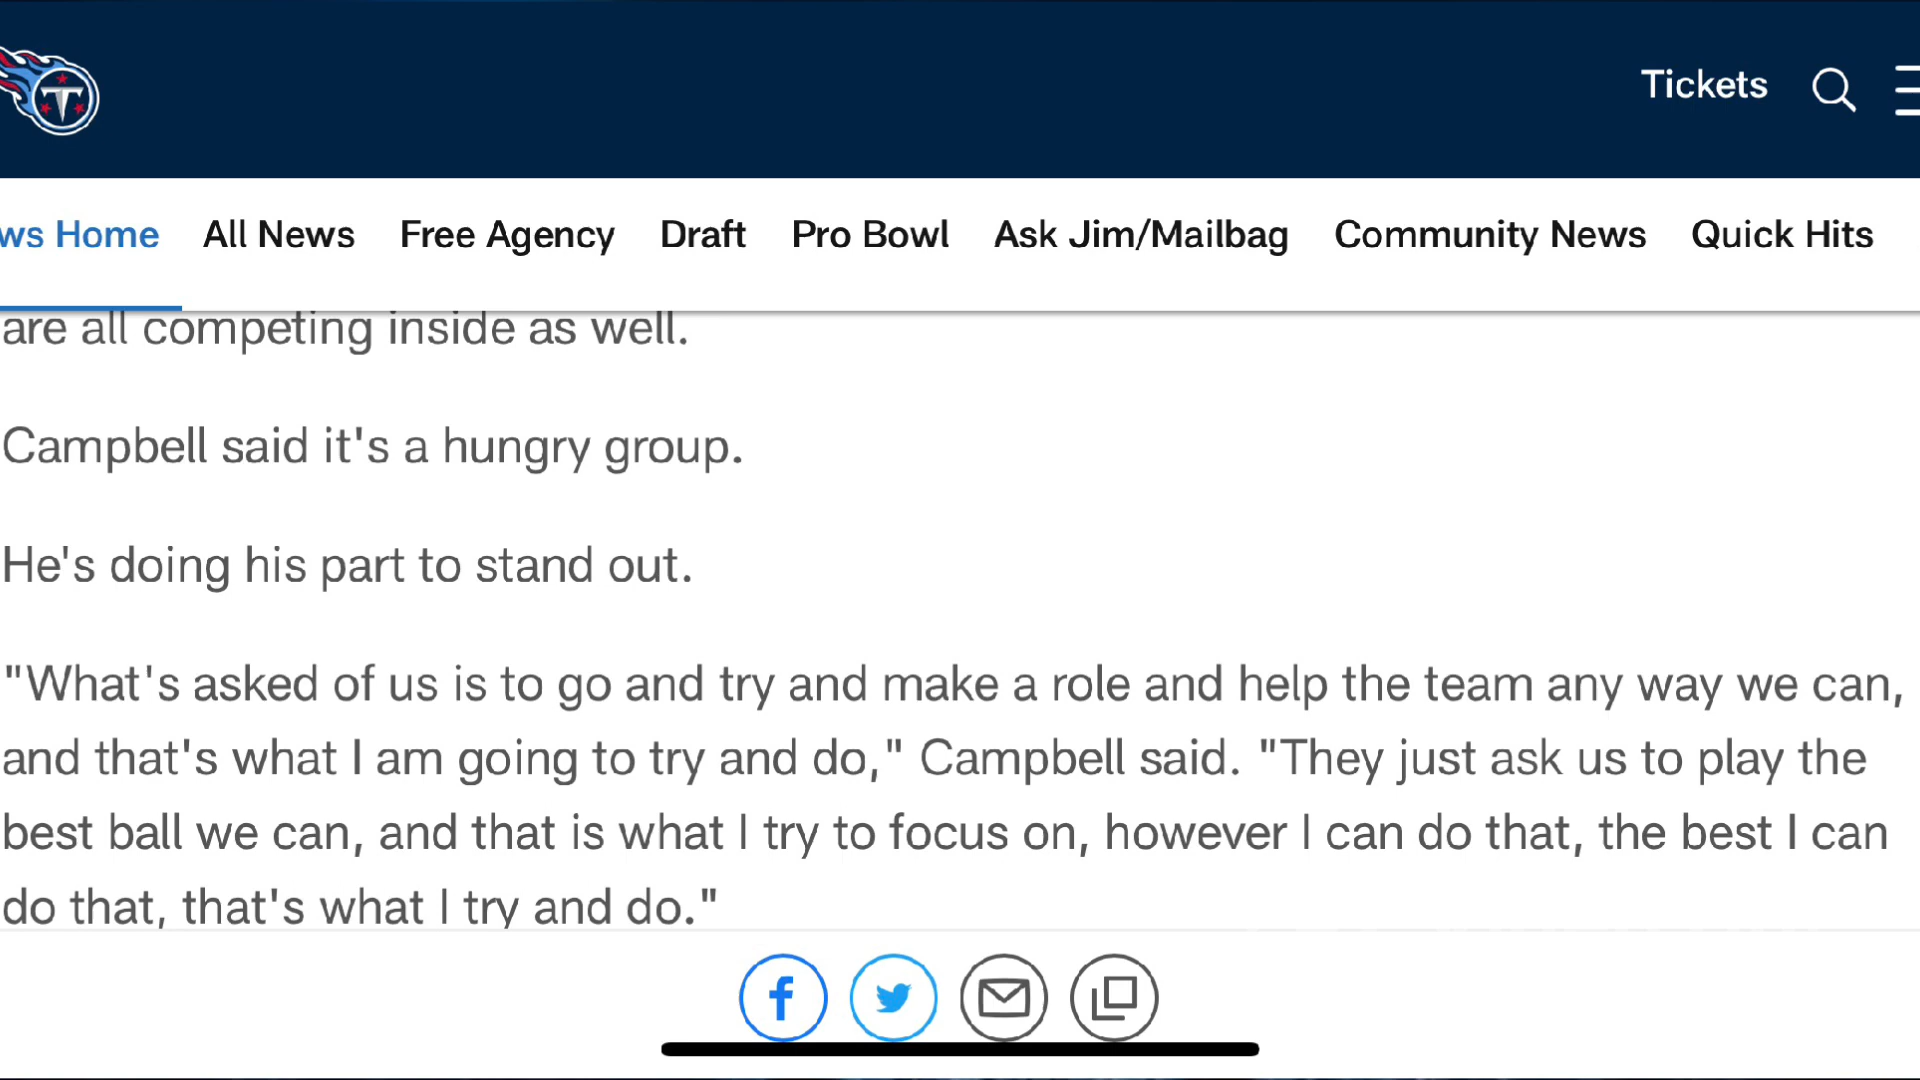 T
Tickets
ws Home All News Free Agency Draft Pro Bowl Ask Jim/Mailbag Community News Quick Hits
are all competing inside as well.
Campbell said it's a hungry group.
He's doing his part to stand out.
"What's asked of us is to go and try and make a role and help the team any way we can,
and that's what I am going to try and do," Campbell said. "They just ask us to play the
best ball we can, and that is what I try to focus on, however I can do that, the best I can
do that, that's what I try and do."
f